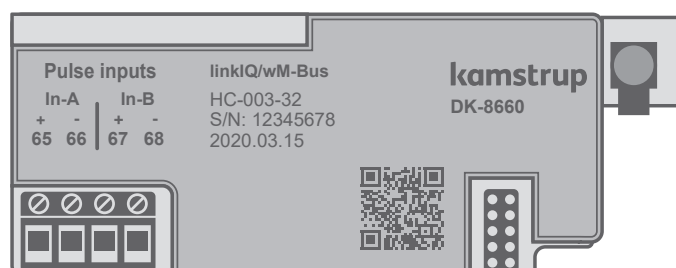 Pulse inputs
In-A In-B
+ - + -
65 66 67 68
linkIQ/wM-Bus
HC-003-32
S/N: 12345678
2020.03.15
kamstrup
DK-8660